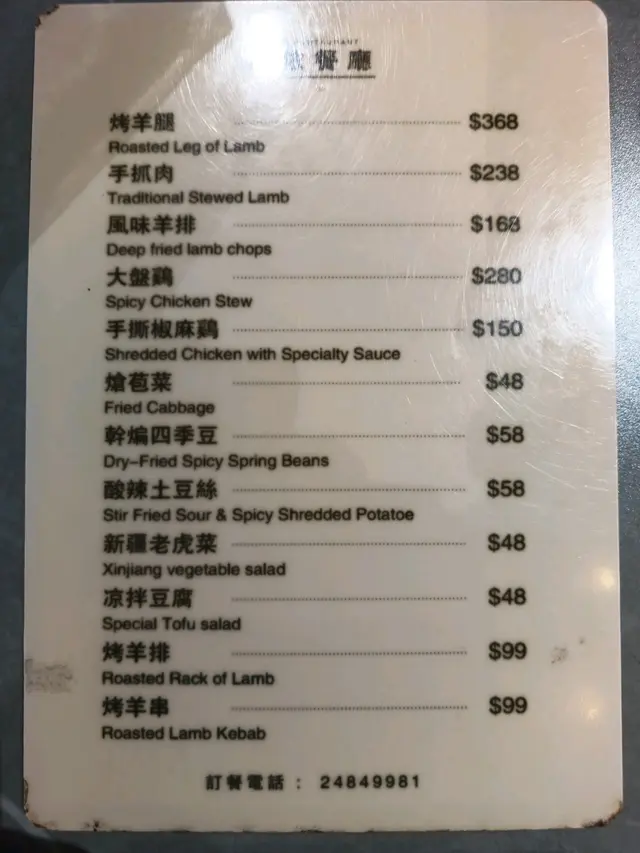 餐廳
烤羊腿 $368
Roasted Leg of Lamb
手抓肉 $238
Traditional Stewed Lamb
風味羊排 $168
Deep fried lamb chops
大盤鷄 $280
Spicy Chicken Stew
手撕椒麻鷄 $150
Shredded Chicken with Specialty Sauce
熗苞菜 $48
Fried Cabbage
幹煸四季豆 $58
Dry-Fried Spicy Spring Beans
酸辣土豆絲 $58
Stir Fried Sour & Spicy Shredded Potatoe
新疆老虎菜 $48
Xinjiang vegetable salad
凉拌豆腐 $48
Special Tofu salad
烤羊排 $99
Roasted Rack of Lamb
烤羊串 $99
Roasted Lamb Kebab
訂餐電話： 24849981